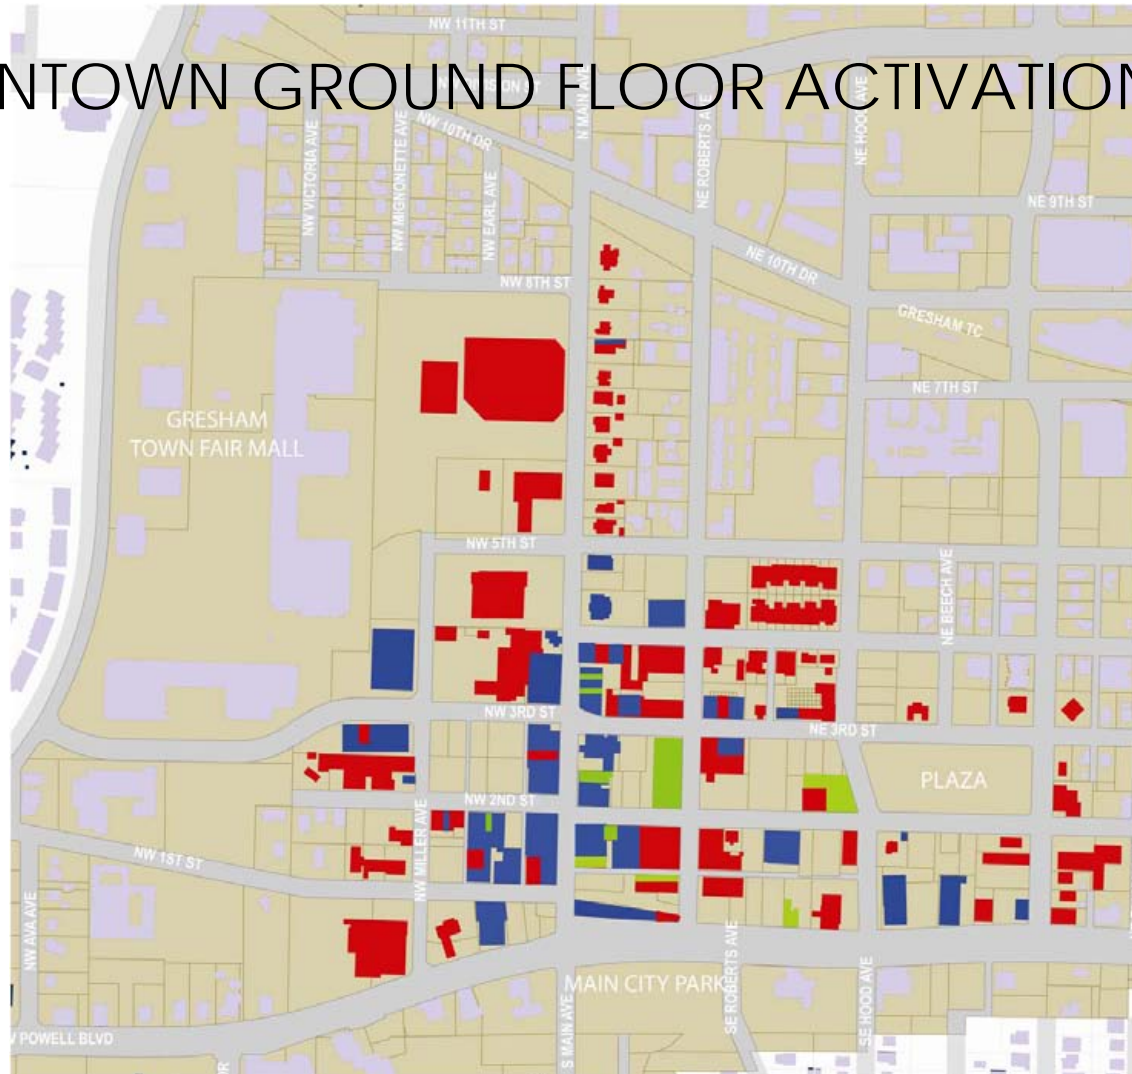 NW 11TH ST
NTOWN GROUND FLOOR ACTIVATION
N MAIN AVE
NE HOOD AVE
NE ROBERTS AVE
NW 10TH DR
NW VICTORIA AVE
NW MIGNONETTE AVE
NW EARL AVE
NE 9TH ST
NE 10TH DR
NW 8TH ST
GRESHAM TC
NE 7TH ST
GRESHAM
TOWN FAIR MALL
NW 5TH ST
NE BEECH AVE
NW 3RD ST
NE 3RD ST
PLAZA
NW 2ND ST
NW MILLER AVE
NW 1ST ST
NW AVA AVE
SE ROBERTS AVE
MAIN CITY PARK
SE HOOD AVE
S MAIN AVE
POWELL BLVD